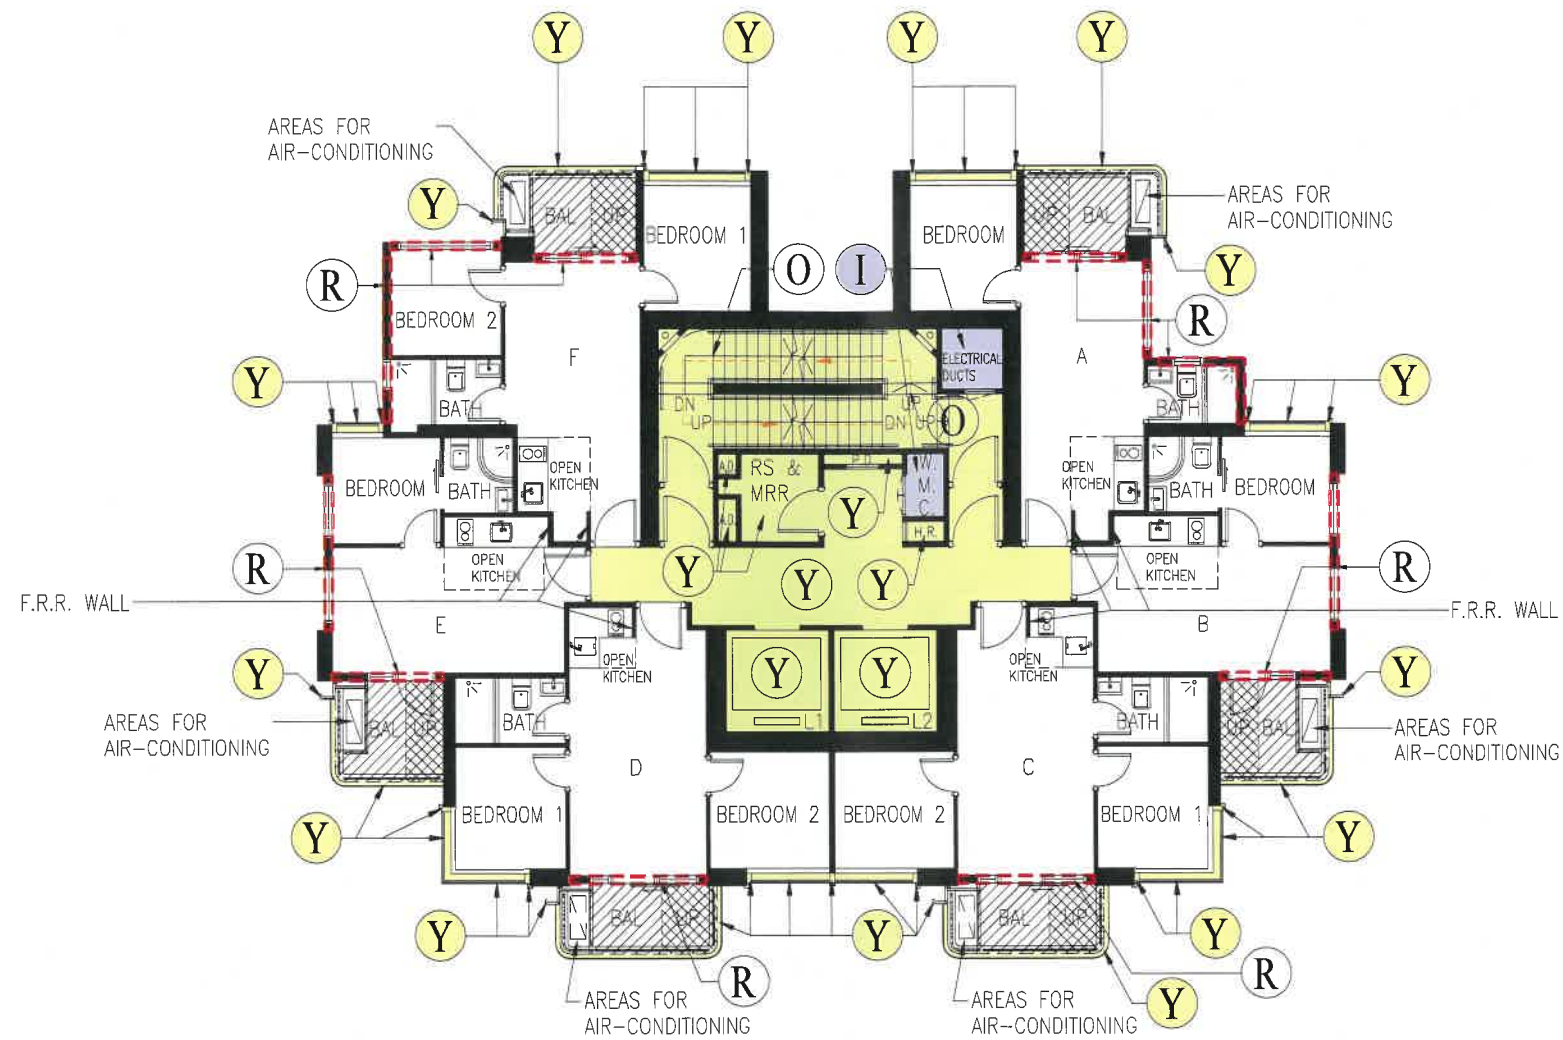 Y
Y
Y
Y
AREAS FOR
AIR-CONDITIONING
Y
BAL
UP
BEDROOM 1
BEDROOM
UP
BAL
AREAS FOR
AIR-CONDITIONING
Y
R
BEDROOM 2
O
I
R
F
A
ELECTRICAL
DUCTS
Y
BATH
DN
UP
UP
DN
UP
O
BATH
Y
BEDROOM
BATH
OPEN
KITCHEN
A.D.
RS &
MRR
P.D.
W.
M.
C
OPEN
KITCHEN
BATH
BEDROOM
A.D.
Y
H.R.
R
OPEN
KITCHEN
Y
Y
Y
OPEN
KITCHEN
R
F.R.R. WALL
E
B
F.R.R. WALL
Y
OPEN
KITCHEN
Y
Y
OPEN
KITCHEN
Y
AREAS FOR
AIR-CONDITIONING
BAL
UP
BATH
L1
L2
BATH
UP
BAL
AREAS FOR
AIR-CONDITIONING
D
C
Y
BEDROOM 1
BEDROOM 2
BEDROOM 2
BEDROOM 1
Y
Y
BAL
UP
Y
BAL
UP
Y
R
R
AREAS FOR
AIR-CONDITIONING
AREAS FOR
AIR-CONDITIONING
Y